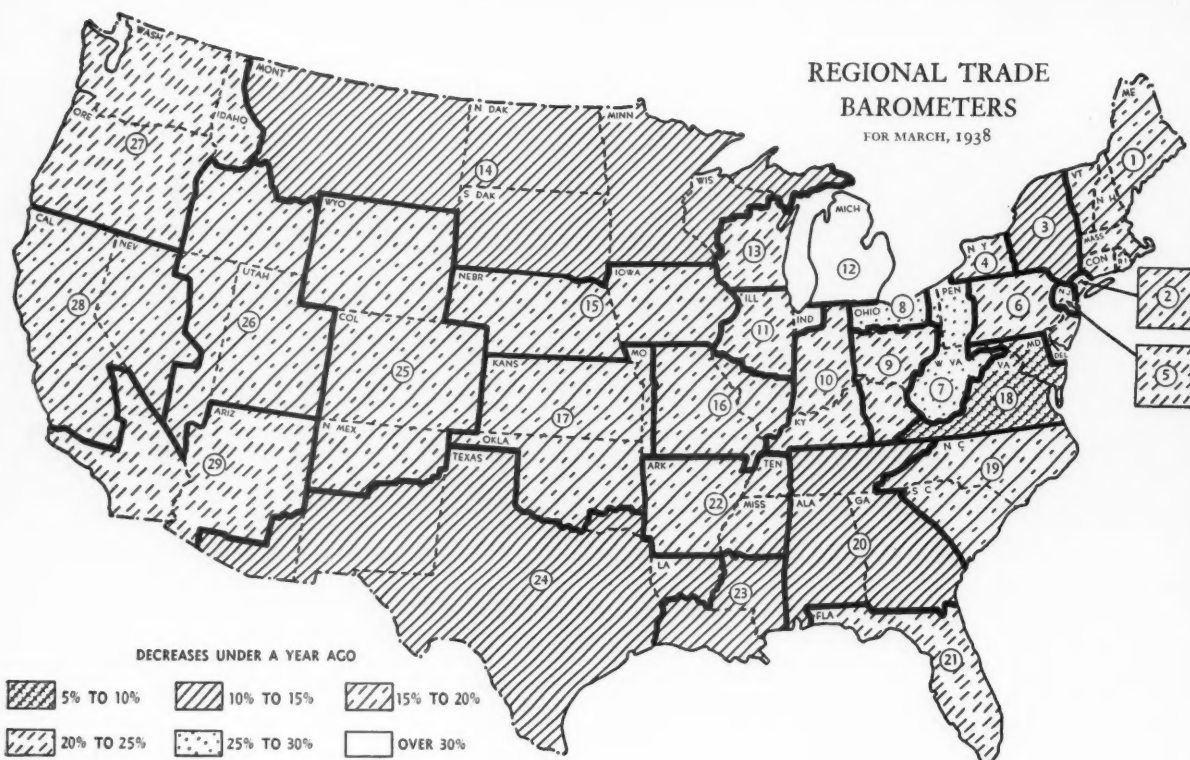 REGIONAL TRADE
BAROMETERS
FOR MARCH, 1938
WASH
MONT
N DAK
MINN
ME
ORE
IDAHO
27
14
S DAK
WIS
MICH
VT
1
N H
3
MASS
CON
R I
N Y
4
CAL
NEV
WYO
13
12
2
NEBR
IOWA
15
UTAH
28
26
ILL
11
IND
OHIO
8
PEN
6
5
COL
25
KANS
MO
10
9
W VA
7
MD
DEL
VA
18
17
16
KY
ARIZ
N MEX
OKLA
29
TEXAS
ARK
TEN
N C
19
S C
22
MISS
ALA
GA
20
24
LA
23
FLA
21
DECREASES UNDER A YEAR AGO
5% TO 10%
10% TO 15%
15% TO 20%
20% TO 25%
25% TO 30%
OVER 30%